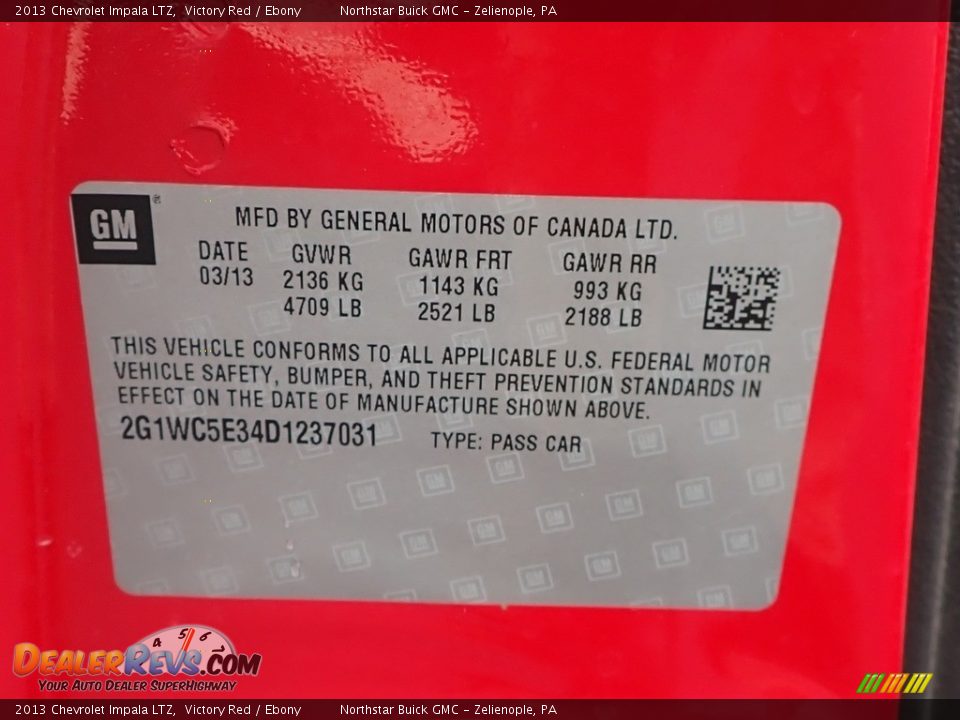 2013 Chevrolet Impala LTZ, Victory Red / Ebony Northstar Buick GMC - Zelienople, PA
GM ®
MFD BY GENERAL MOTORS OF CANADA LTD.
DATE GVWR GAWR FRT GAWR RR
03/13 2136 KG 1143 KG 993 KG
4709 LB 2521 LB 2188 LB
THIS VEHICLE CONFORMS TO ALL APPLICABLE U.S. FEDERAL MOTOR
VEHICLE SAFETY, BUMPER, AND THEFT PREVENTION STANDARDS IN
EFFECT ON THE DATE OF MANUFACTURE SHOWN ABOVE.
2G1WC5E34D1237031 TYPE: PASS CAR
4 5 6
DEALERREVS.COM
YOUR AUTO DEALER SUPERHIGHWAY
2013 Chevrolet Impala LTZ, Victory Red / Ebony Northstar Buick GMC - Zelienople, PA